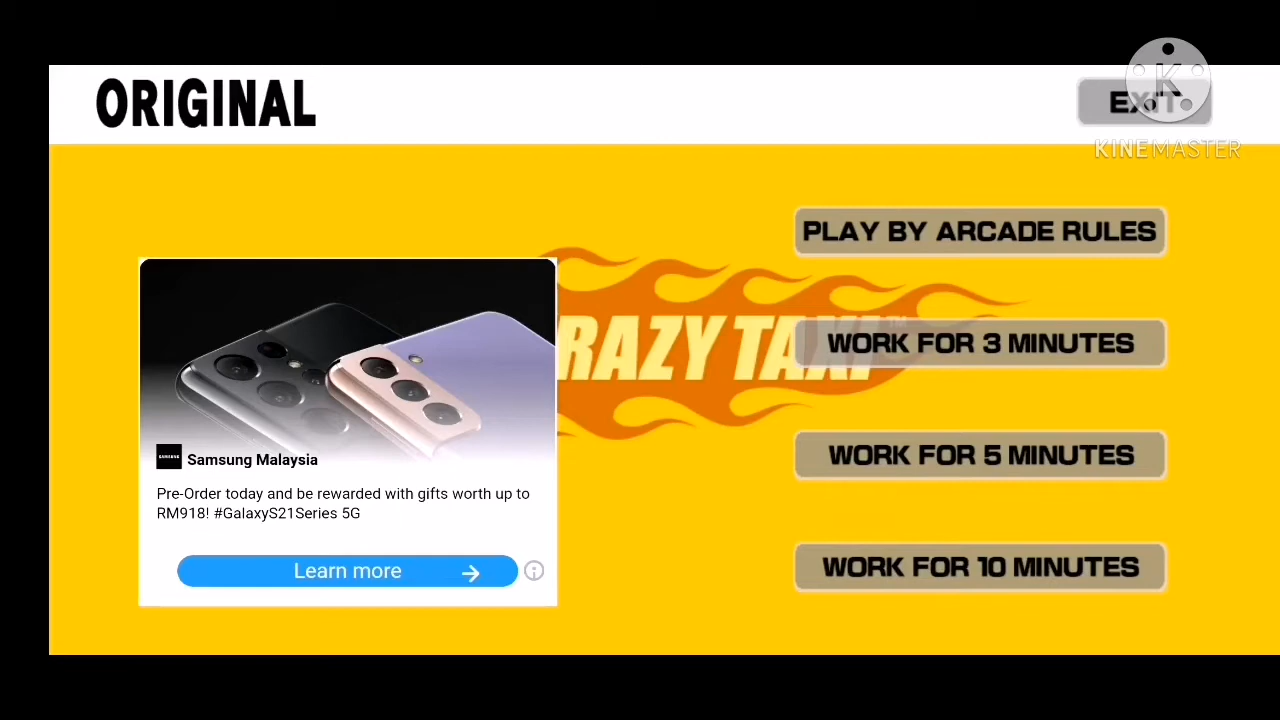 ORIGINAL
EXIT
K
KINEMASTER
PLAY BY ARCADE RULES
RAZY TAXI™
WORK FOR 3 MINUTES
SAMSUNG
Samsung Malaysia
WORK FOR 5 MINUTES
Pre-Order today and be rewarded with gifts worth up to
RM918! #GalaxyS21Series 5G
Learn more
WORK FOR 10 MINUTES